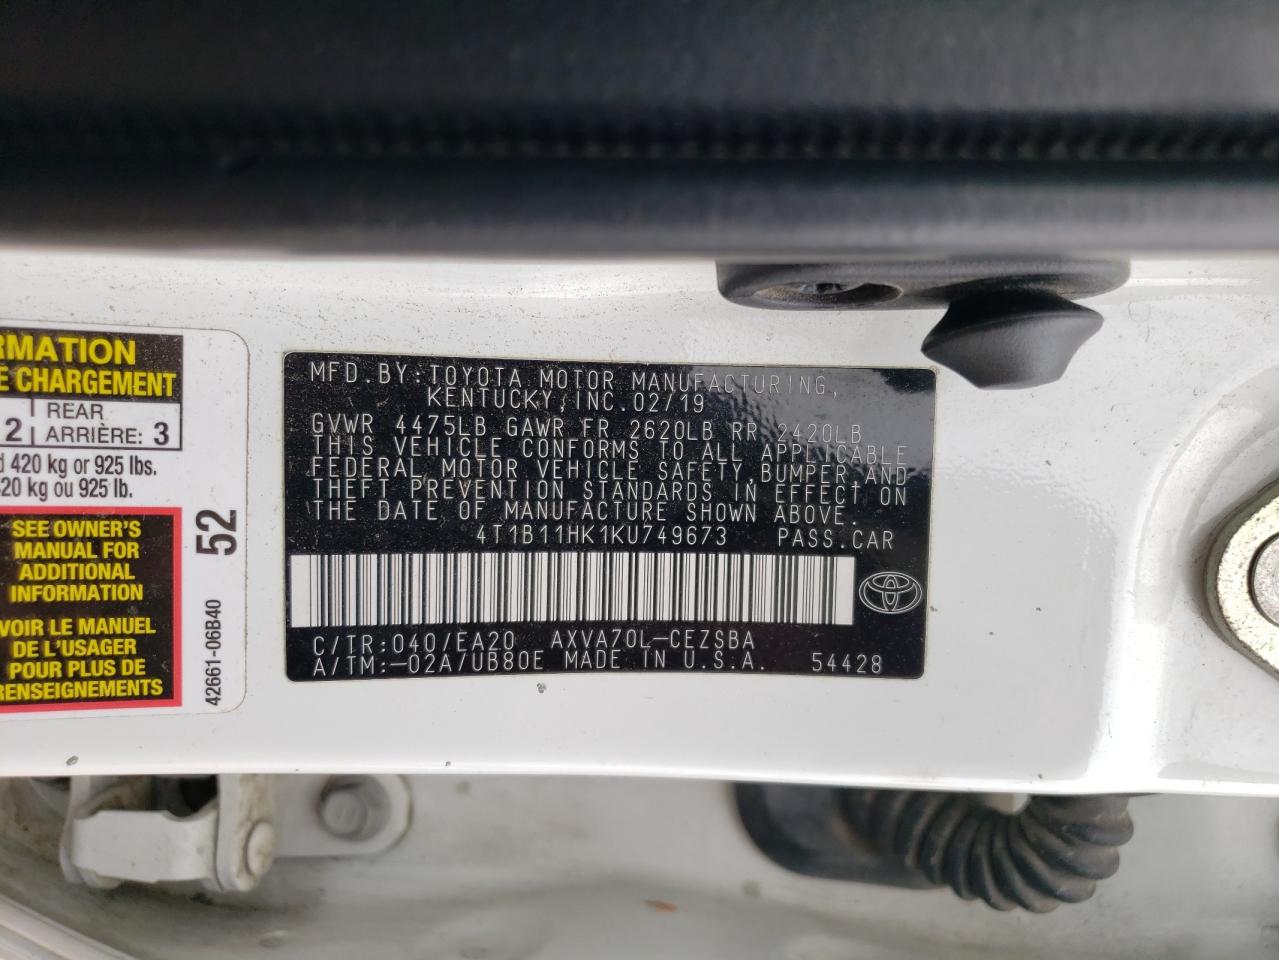 RMATION
E CHARGEMENT
2 REAR
ARRIÈRE: 3
420 kg or 925 lbs.
20 kg ou 925 lb.
SEE OWNER'S
MANUAL FOR
ADDITIONAL
INFORMATION
VOIR LE MANUEL
DE L'USAGER
POUR PLUS DE
RENSEIGNEMENTS
52
42661-06B40
MFD.BY:TOYOTA MOTOR MANUFACTURING,
KENTUCKY,INC.02/19
GVWR 4475LB GAWR FR 2620LB RR 2420LB
THIS VEHICLE CONFORMS TO ALL APPLICABLE
FEDERAL MOTOR VEHICLE SAFETY,BUMPER,AND
THEFT PREVENTION STANDARDS IN EFFECT ON
THE DATE OF MANUFACTURE SHOWN ABOVE.
4T1B11HK1KU749673 PASS.CAR
C/TR:040/EA20 AXVA70L-CEZSBA
A/TM:-02A/UB80E MADE IN U.S.A. 54428